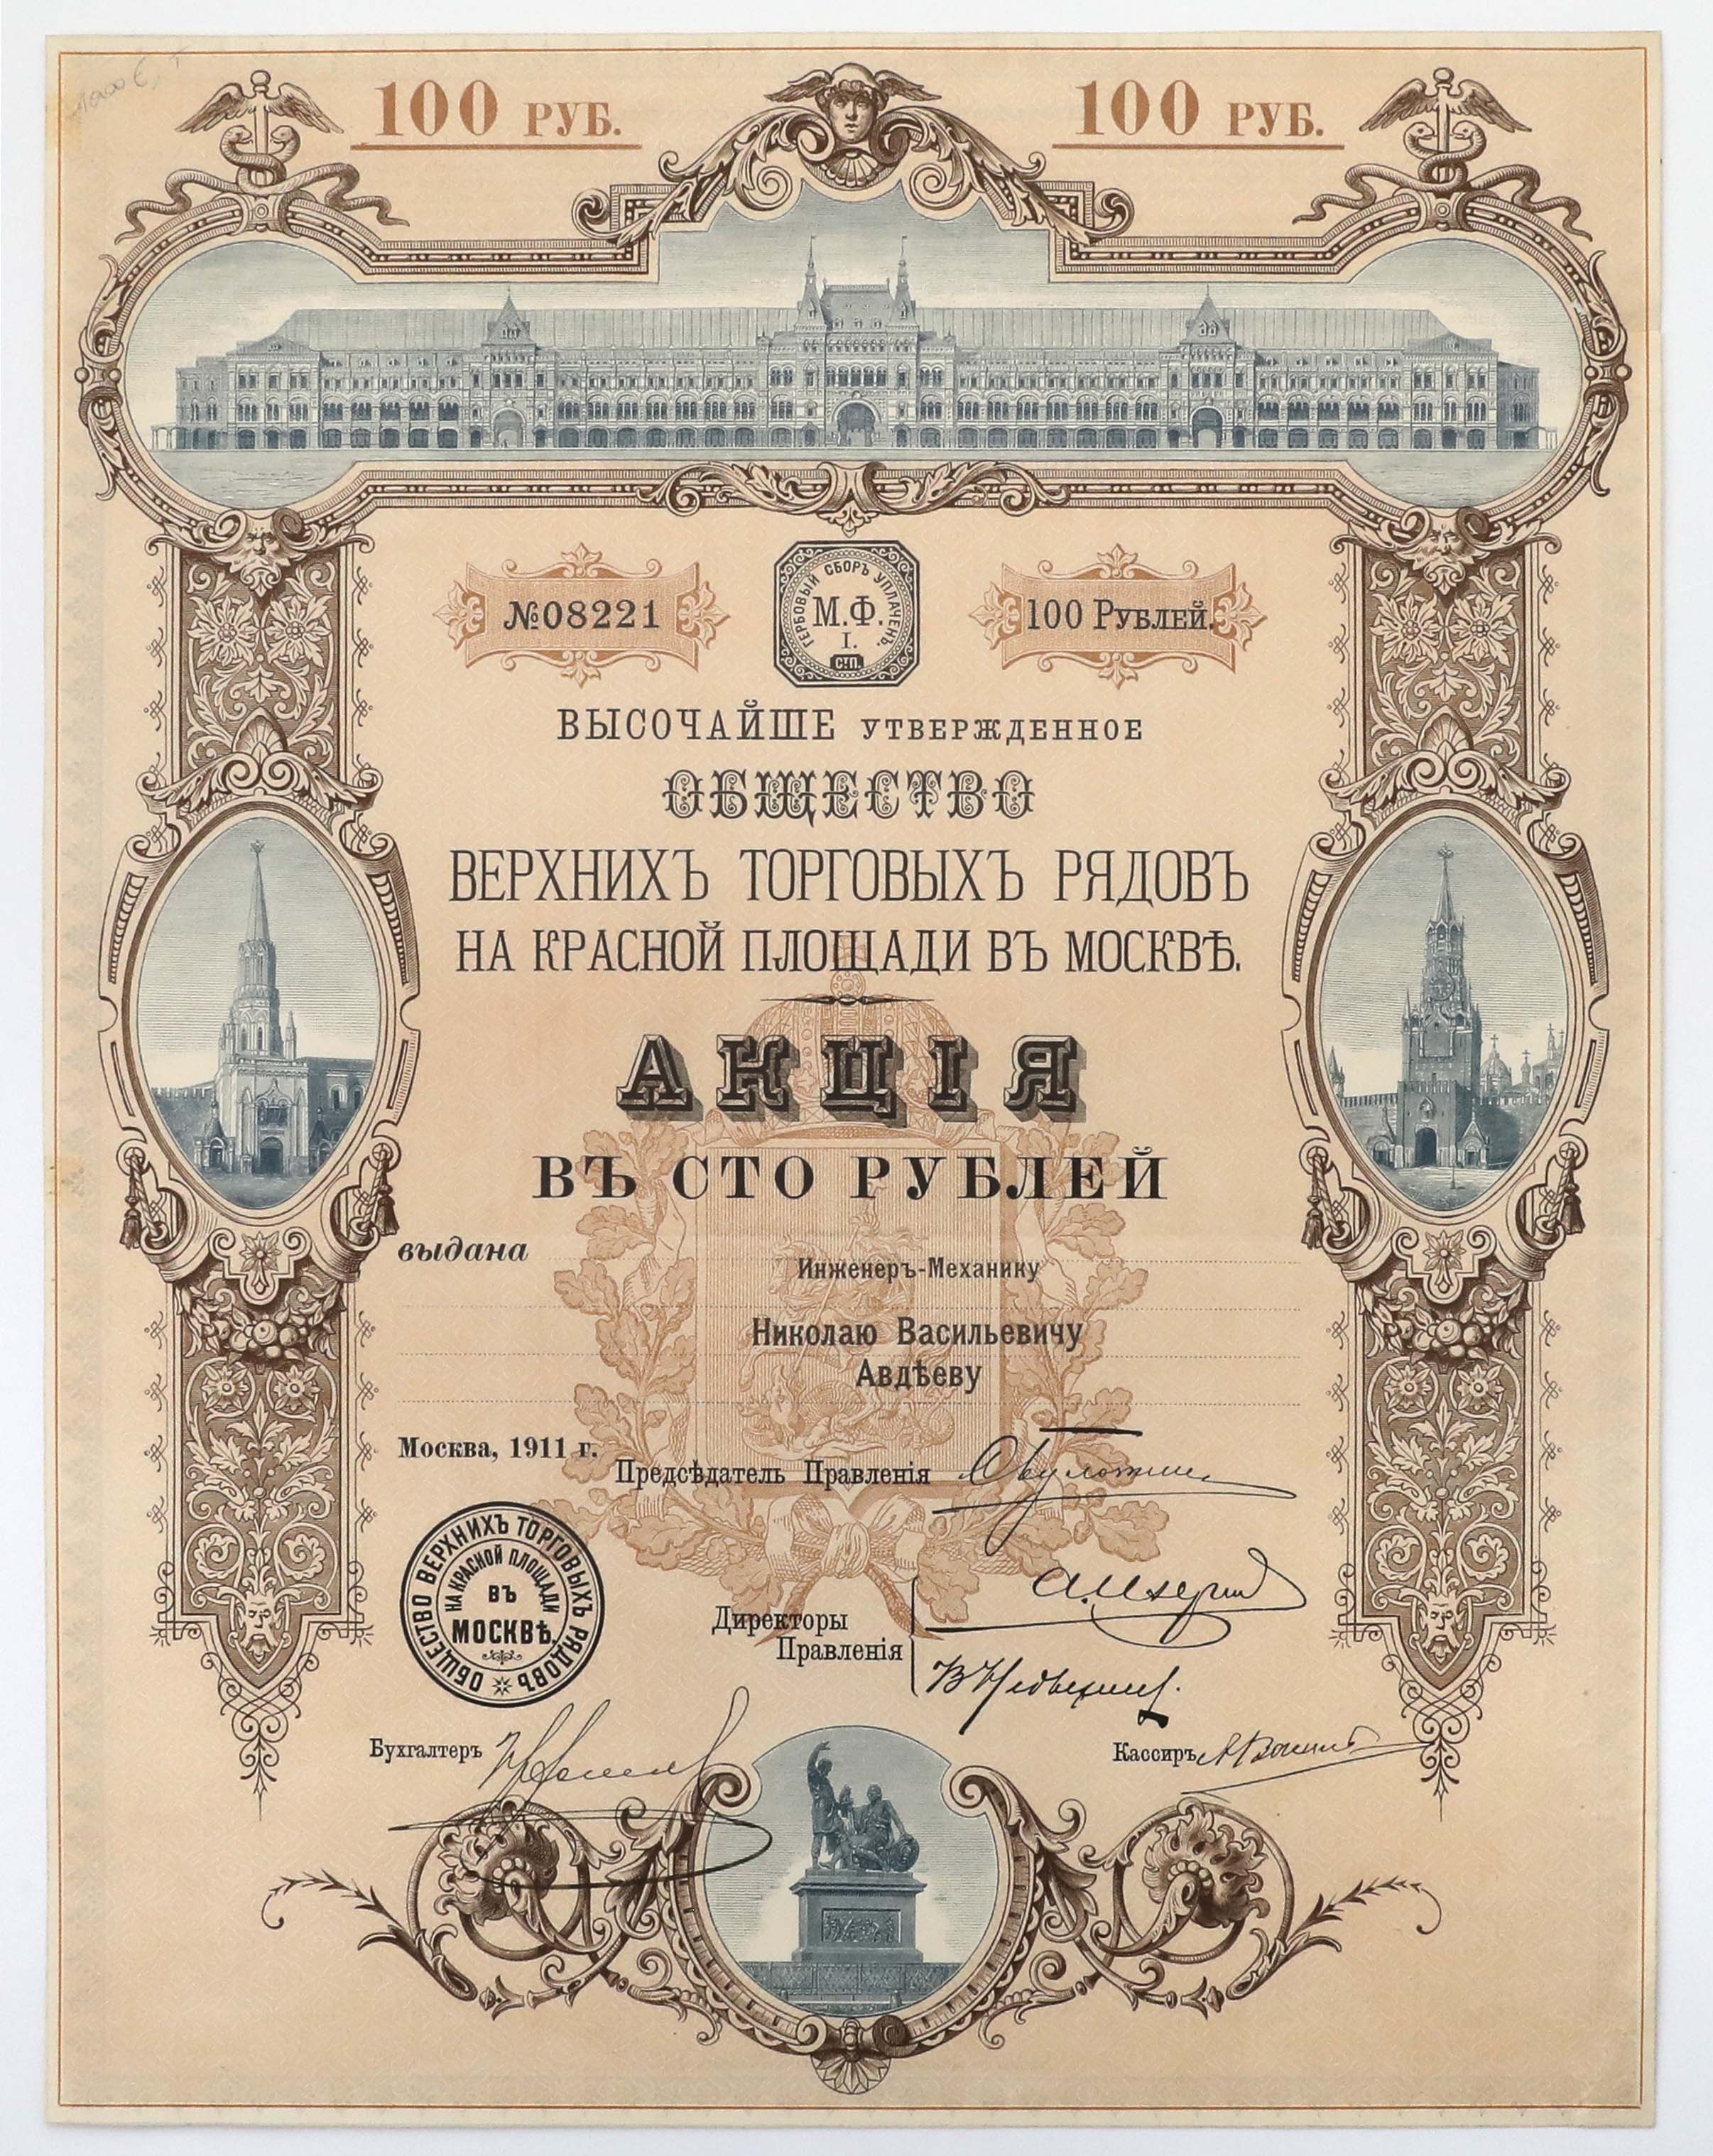 100 РУБ. 100 РУБ.
№08221
ГЕРБОВЫЙ СБОРЪ УПЛАЧЕНЪ.
М.Ф.
I.
СТП.
100 РУБЛЕЙ.
ВЫСОЧАЙШЕ УТВЕРЖДЕННОЕ
ОБЩЕСТВО
ВЕРХНИХЪ ТОРГОВЫХЪ РЯДОВЪ
НА КРАСНОЙ ПЛОЩАДИ ВЪ МОСКВѢ.
АКЦІЯ
ВЪ СТО РУБЛЕЙ
выдана
Инженеръ-Механику
Николаю Васильевичу
Авдѣеву
Москва, 1911 г.
Предсѣдатель Правленія
ОБЩЕСТВО ВЕРХНИХЪ ТОРГОВЫХЪ РЯДОВЪ
НА КРАСНОЙ ПЛОЩАДИ
ВЪ
МОСКВѢ.
Директоры
Правленія
Бухгалтеръ
Кассиръ